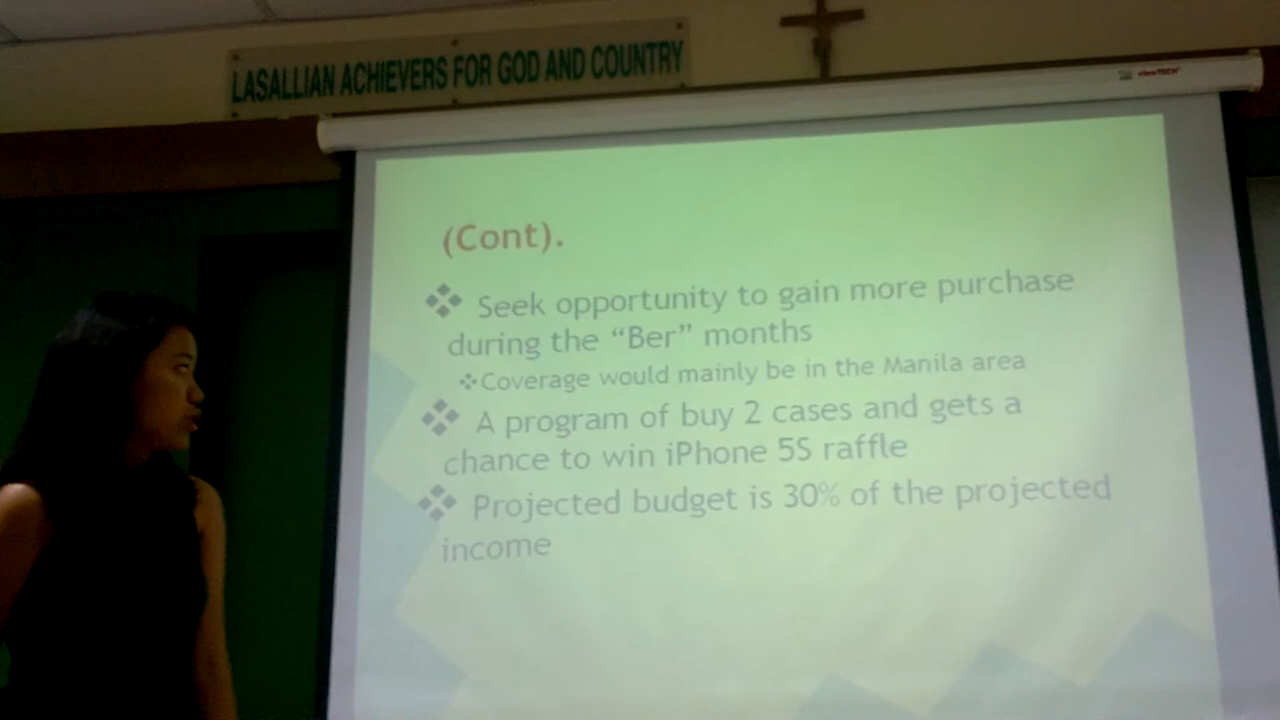 LASALLIAN ACHIEVERS FOR GOD AND COUNTRY
viewTECH
(Cont).
Seek opportunity to gain more purchase
during the “Ber” months
Coverage would mainly be in the Manila area
A program of buy 2 cases and gets a
chance to win iPhone 5S raffle
Projected budget is 30% of the projected
income